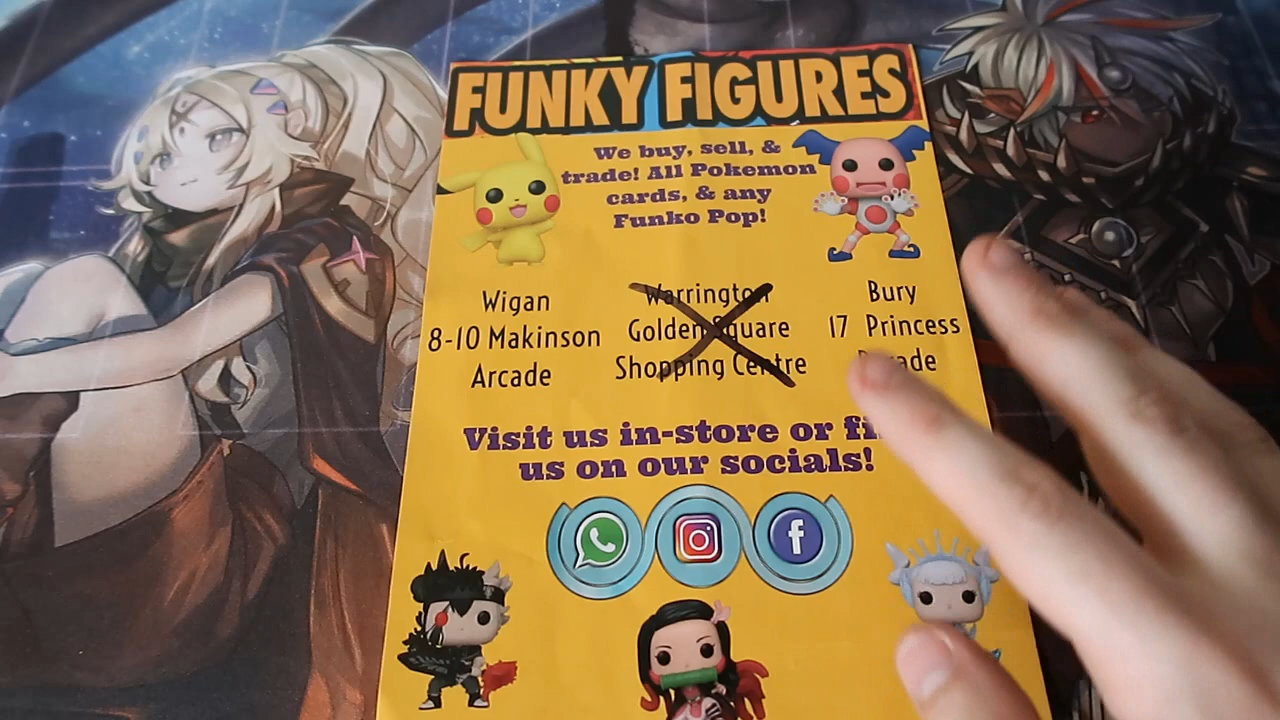 FUNKY FIGURES
We buy, sell, &
trade! All Pokemon
cards, & any
Funko Pop!
Wigan
8-10 Makinson
Arcade
Warrington
Golden Square
Shopping Centre
Bury
17 Princess
Visit us in-store or
us on our socials!